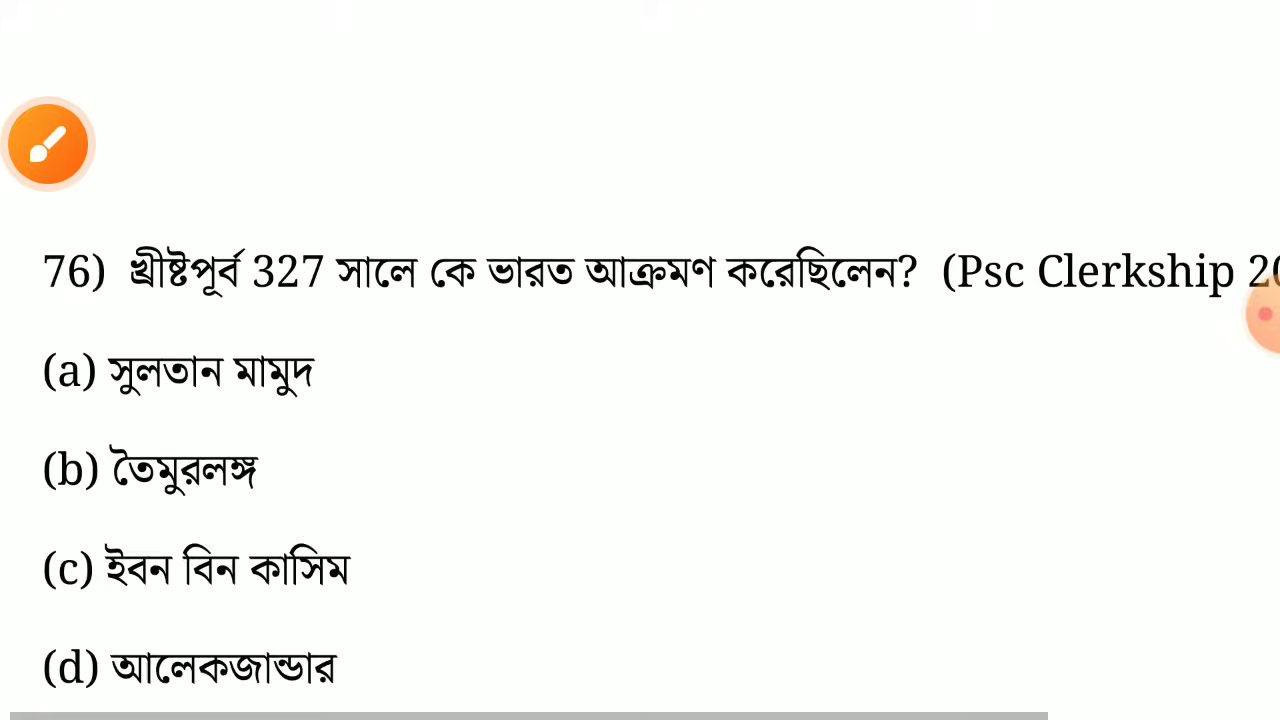 76) খ্রীষ্টপূর্ব 327 সালে কে ভারত আক্রমণ করেছিলেন? (Psc Clerkship
(a) সুলতান মামুদ
(b) তৈমুরলঙ্গ
(c) ইবন বিন কাসিম
(d) আলেকজান্ডার